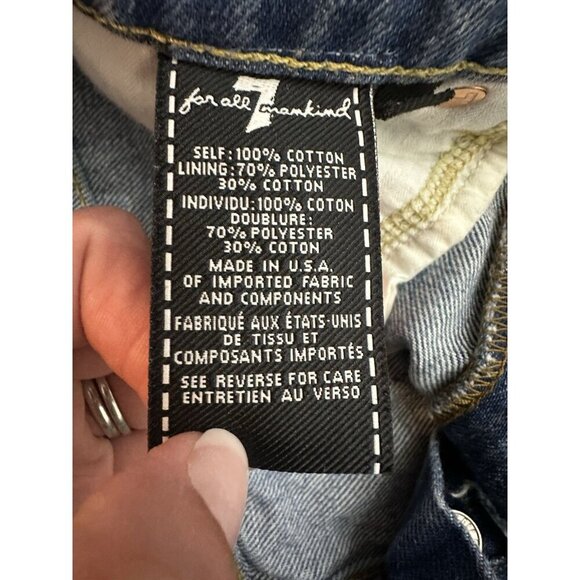 for all 7 mankind
SELF: 100% COTTON
LINING: 70% POLYESTER
30% COTTON
INDIVIDU: 100% COTON
DOUBLURE:
70% POLYESTER
30% COTON
MADE IN U.S.A.
OF IMPORTED FABRIC
AND COMPONENTS
FABRIQUÉ AUX ÉTATS-UNIS
DE TISSU ET
COMPOSANTS IMPORTÉS
SEE REVERSE FOR CARE
ENTRETIEN AU VERSO